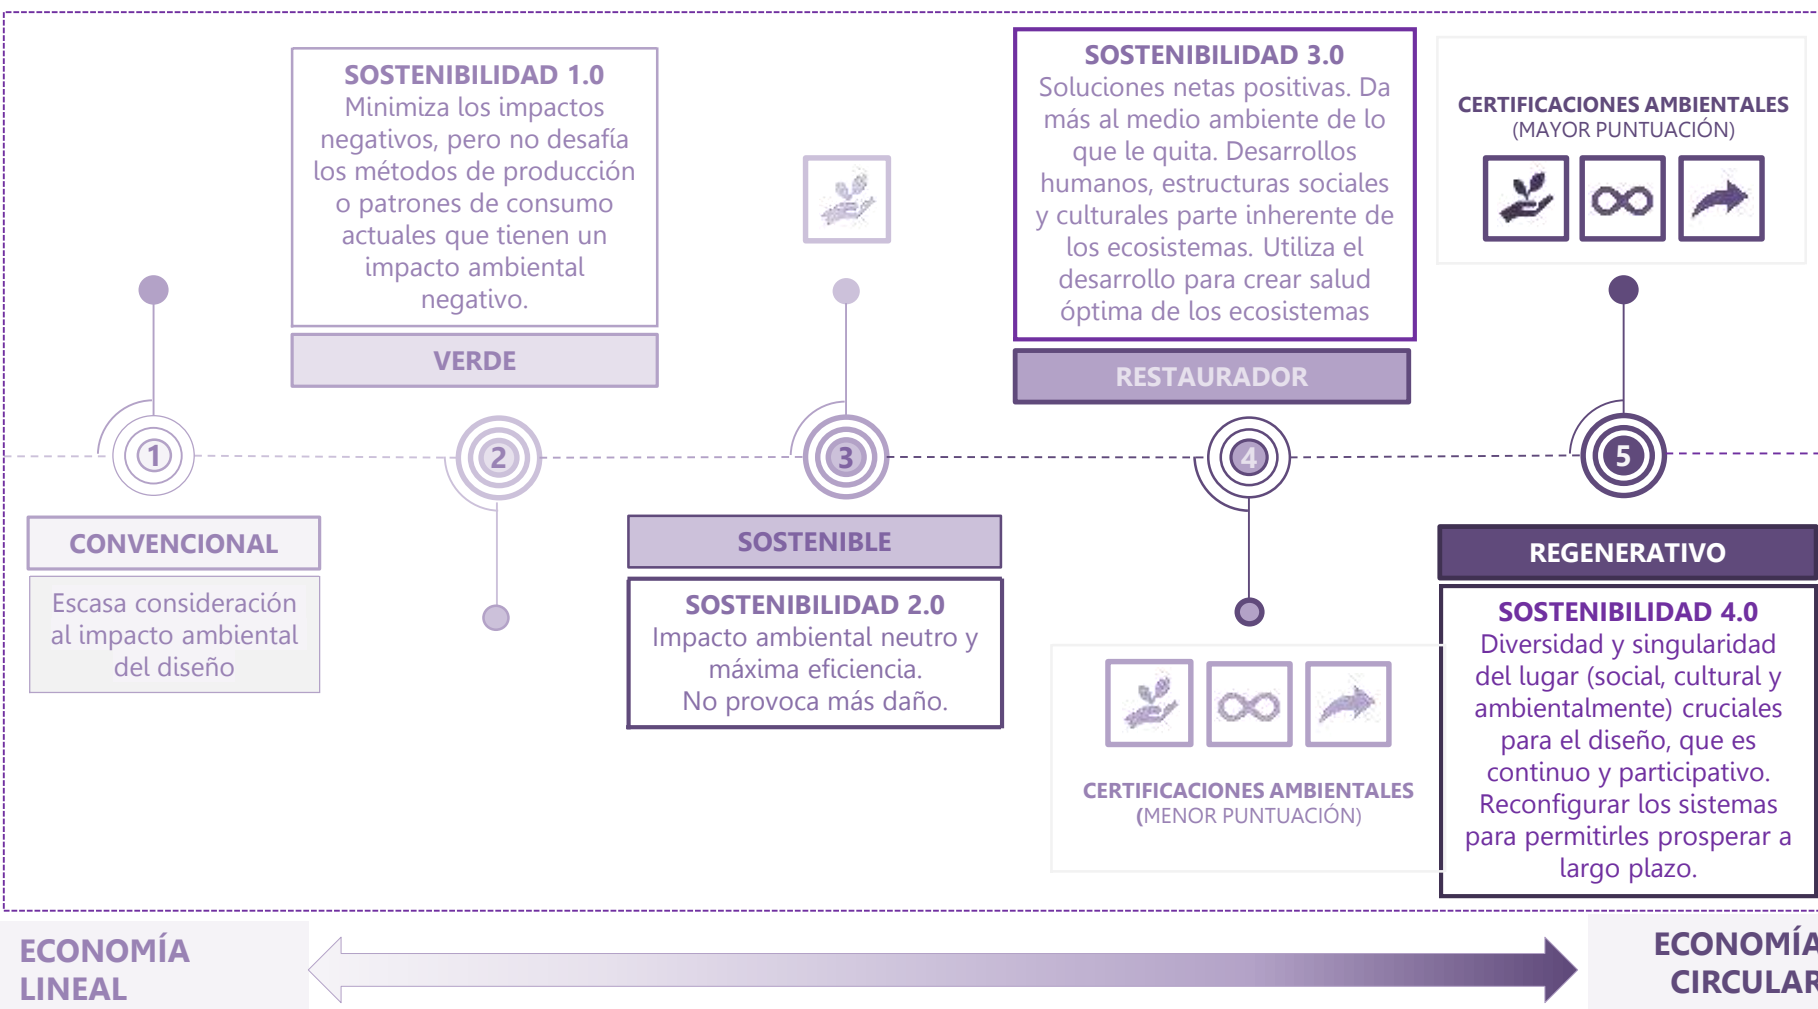 SOSTENIBILIDAD 1.0
Minimiza los impactos
negativos, pero no desafía
los métodos de producción
o patrones de consumo
actuales que tienen un
impacto ambiental
negativo.
VERDE
SOSTENIBILIDAD 3.0
Soluciones netas positivas. Da
más al medio ambiente de lo
que le quita. Desarrollos
humanos, estructuras sociales
y culturales parte inherente de
los ecosistemas. Utiliza el
desarrollo para crear salud
óptima de los ecosistemas
RESTAURADOR
CERTIFICACIONES AMBIENTALES
(MAYOR PUNTUACIÓN)
1
2
3
4
5
CONVENCIONAL
Escasa consideración
al impacto ambiental
del diseño
SOSTENIBLE
SOSTENIBILIDAD 2.0
Impacto ambiental neutro y
máxima eficiencia.
No provoca más daño.
CERTIFICACIONES AMBIENTALES
(MENOR PUNTUACIÓN)
REGENERATIVO
SOSTENIBILIDAD 4.0
Diversidad y singularidad
del lugar (social, cultural y
ambientalmente) cruciales
para el diseño, que es
continuo y participativo.
Reconfigurar los sistemas
para permitirles prosperar a
largo plazo.
ECONOMÍA
LINEAL
ECONOMÍA
CIRCULAR